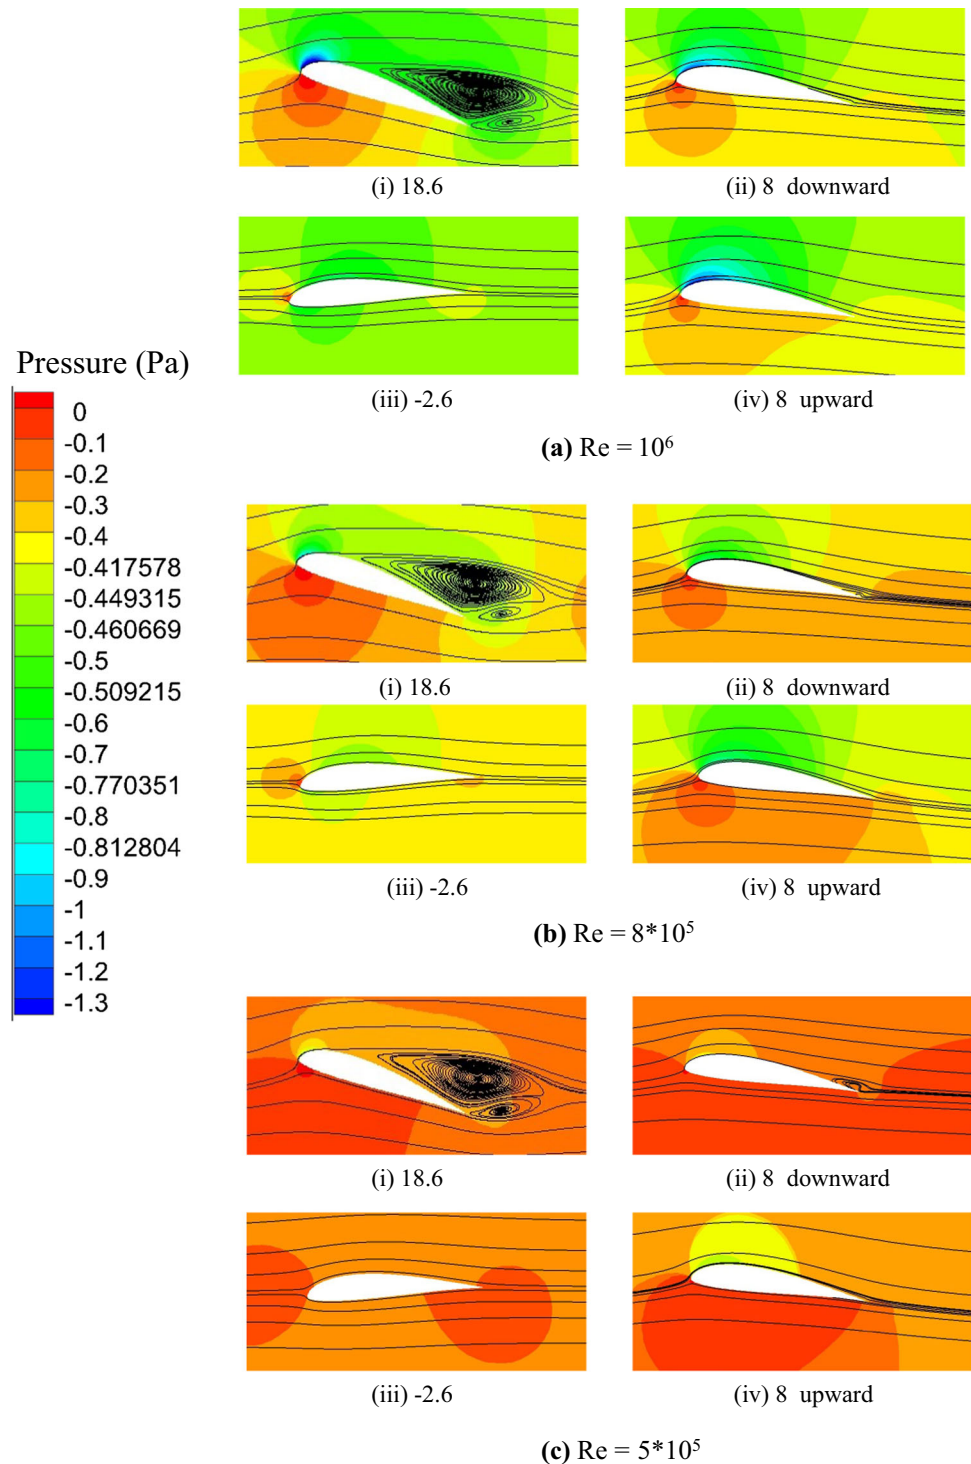 (i) 18.6
(ii) 8 downward
(iii) -2.6
(iv) 8 upward
(a) Re = 10⁶
Pressure (Pa)
0
-0.1
-0.2
-0.3
-0.4
-0.417578
-0.449315
-0.460669
-0.5
-0.509215
-0.6
-0.7
-0.770351
-0.8
-0.812804
-0.9
-1
-1.1
-1.2
-1.3
(i) 18.6
(ii) 8 downward
(iii) -2.6
(iv) 8 upward
(b) Re = 8*10⁵
(i) 18.6
(ii) 8 downward
(iii) -2.6
(iv) 8 upward
(c) Re = 5*10⁵